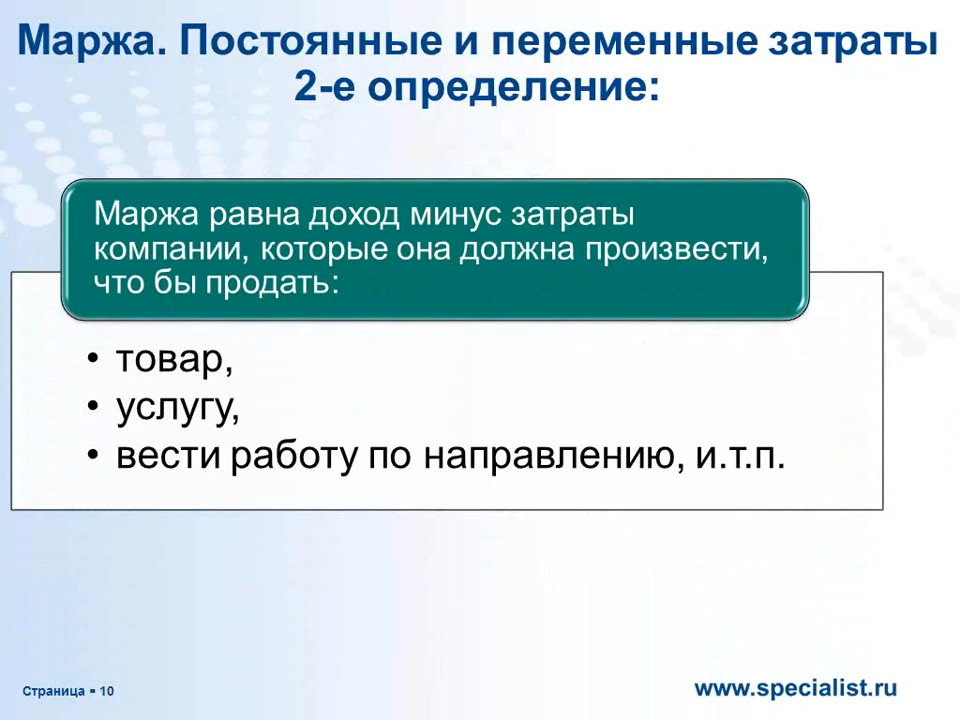 Маржа. Постоянные и переменные затраты
2-е определение:
Маржа равна доход минус затраты
компании, которые она должна произвести,
что бы продать:
• товар,
• услугу,
• вести работу по направлению, и.т.п.
Страница ▪ 10
www.specialist.ru